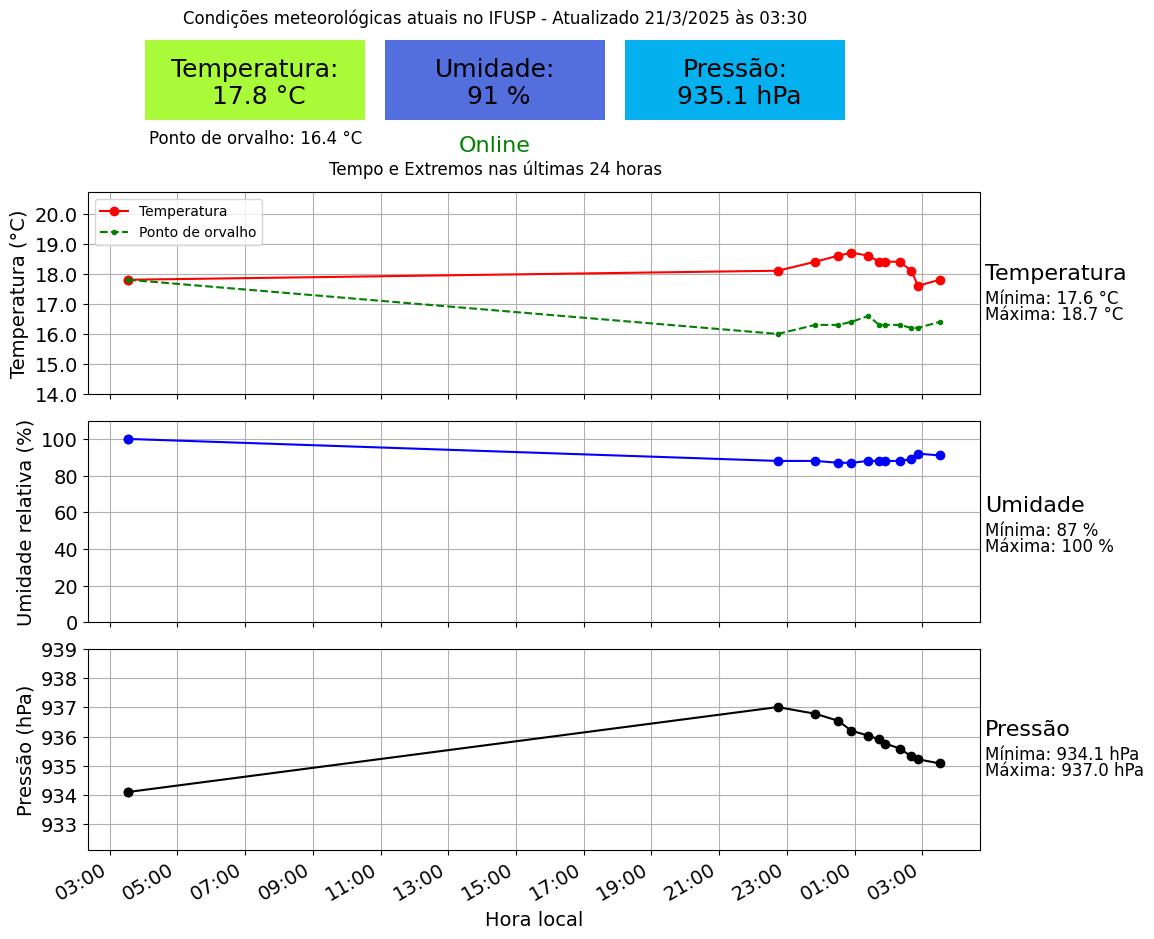 Condições meteorológicas atuais no IFUSP - Atualizado 21/3/2025 às 03:30
Temperatura:
17.8 °C
Umidade:
91 %
Pressão:
935.1 hPa
Ponto de orvalho: 16.4 °C
Online
Tempo e Extremos nas últimas 24 horas
Temperatura
Ponto de orvalho
Temperatura (°C)
20.0
19.0
18.0
17.0
16.0
15.0
14.0
Temperatura
Mínima: 17.6 °C
Máxima: 18.7 °C
Umidade relativa (%)
100
80
60
40
20
0
Umidade
Mínima: 87 %
Máxima: 100 %
Pressão (hPa)
939
938
937
936
935
934
933
Pressão
Mínima: 934.1 hPa
Máxima: 937.0 hPa
03:00 05:00 07:00 09:00 11:00 13:00 15:00 17:00 19:00 21:00 23:00 01:00 03:00
Hora local